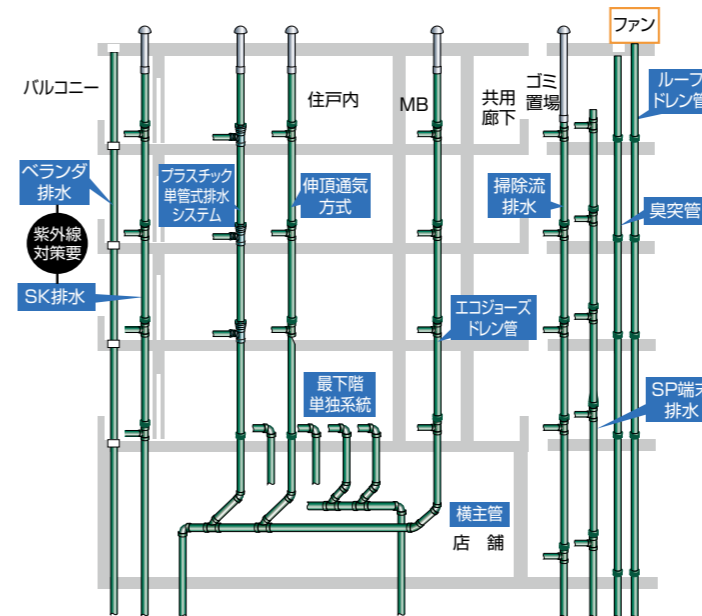 ファン
バルコニー
住戸内
MB
共用
廊下
ゴミ
置場
ルーフ
ドレン管
ベランダ
排水
プラスチック
単管式排水
システム
伸頂通気
方式
掃除流
排水
臭突管
紫外線
対策要
SK排水
エコジョーズ
ドレン管
最下階
単独系統
SP端末
排水
横主管
店 舗